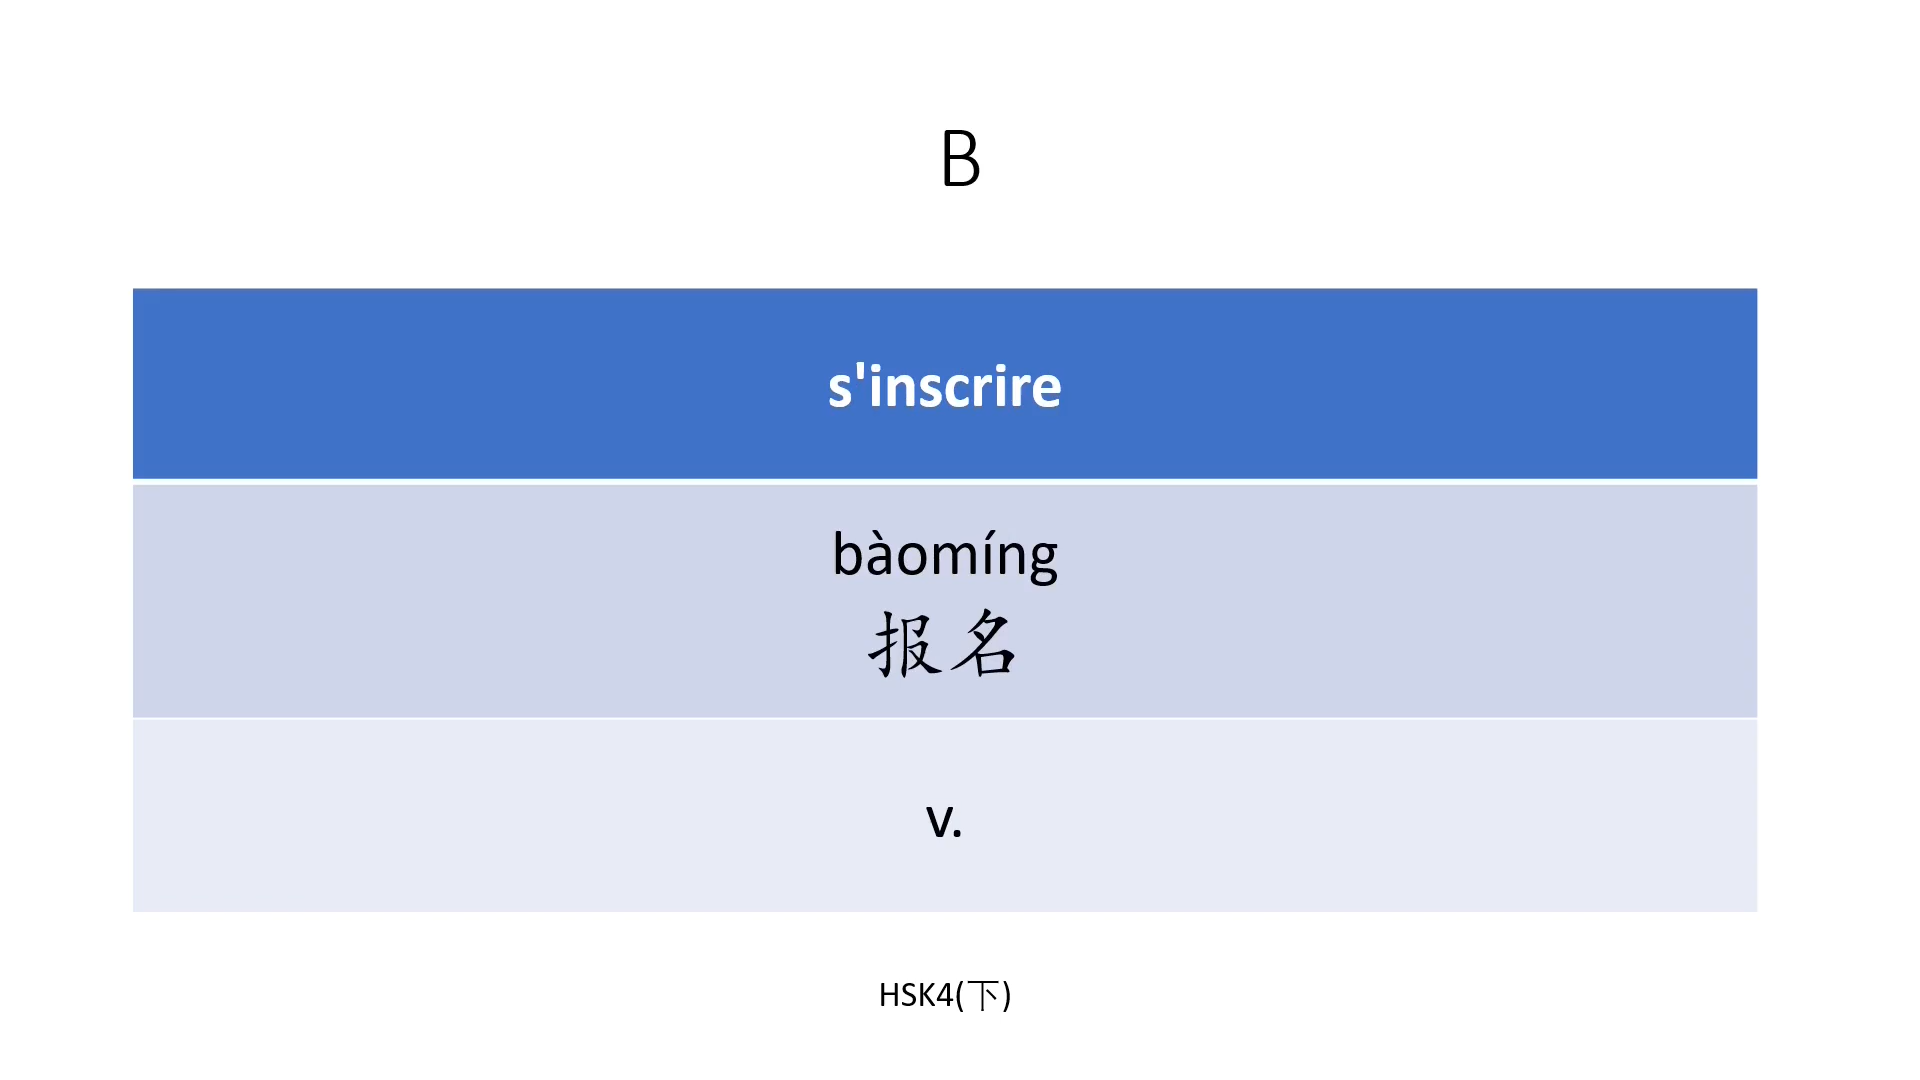 B
s'inscrire
bàomíng
报名
v.
HSK4(下)